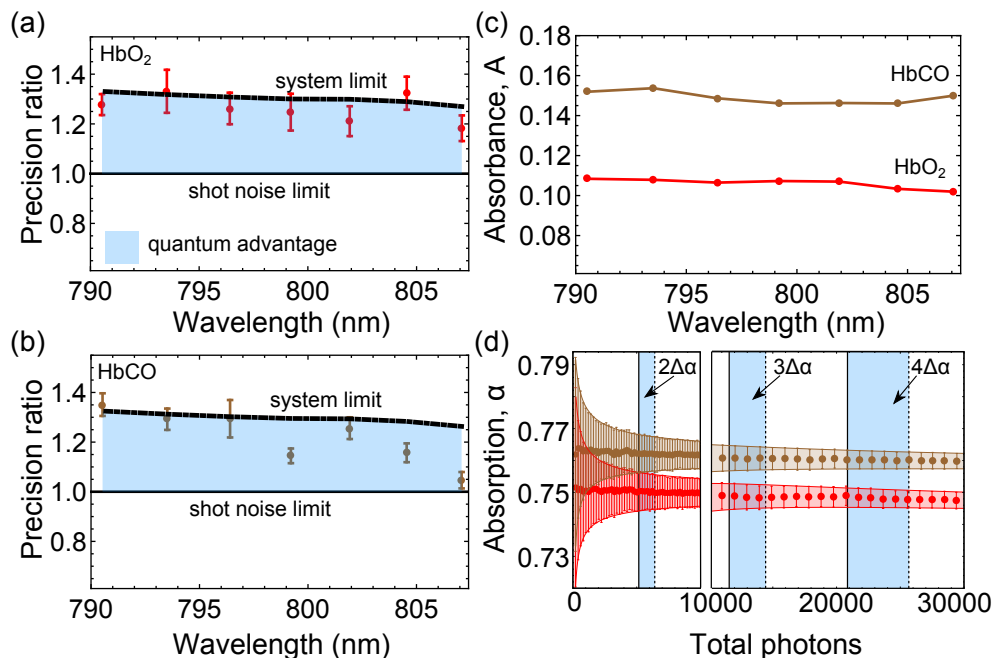 (a)
HbO2
system limit
shot noise limit
quantum advantage
Precision ratio
1.4
1.2
1.0
0.8
790 795 800 805
Wavelength (nm)
(c)
HbCO
HbO2
Absorbance, A
0.18
0.16
0.14
0.12
0.10
0.08
790 795 800 805
Wavelength (nm)
(b)
HbCO
system limit
shot noise limit
Precision ratio
1.4
1.2
1.0
0.8
790 795 800 805
Wavelength (nm)
(d)
2Δα 3Δα 4Δα
Absorption, α
0.79
0.77
0.75
0.73
0 10000 20000 30000
Total photons